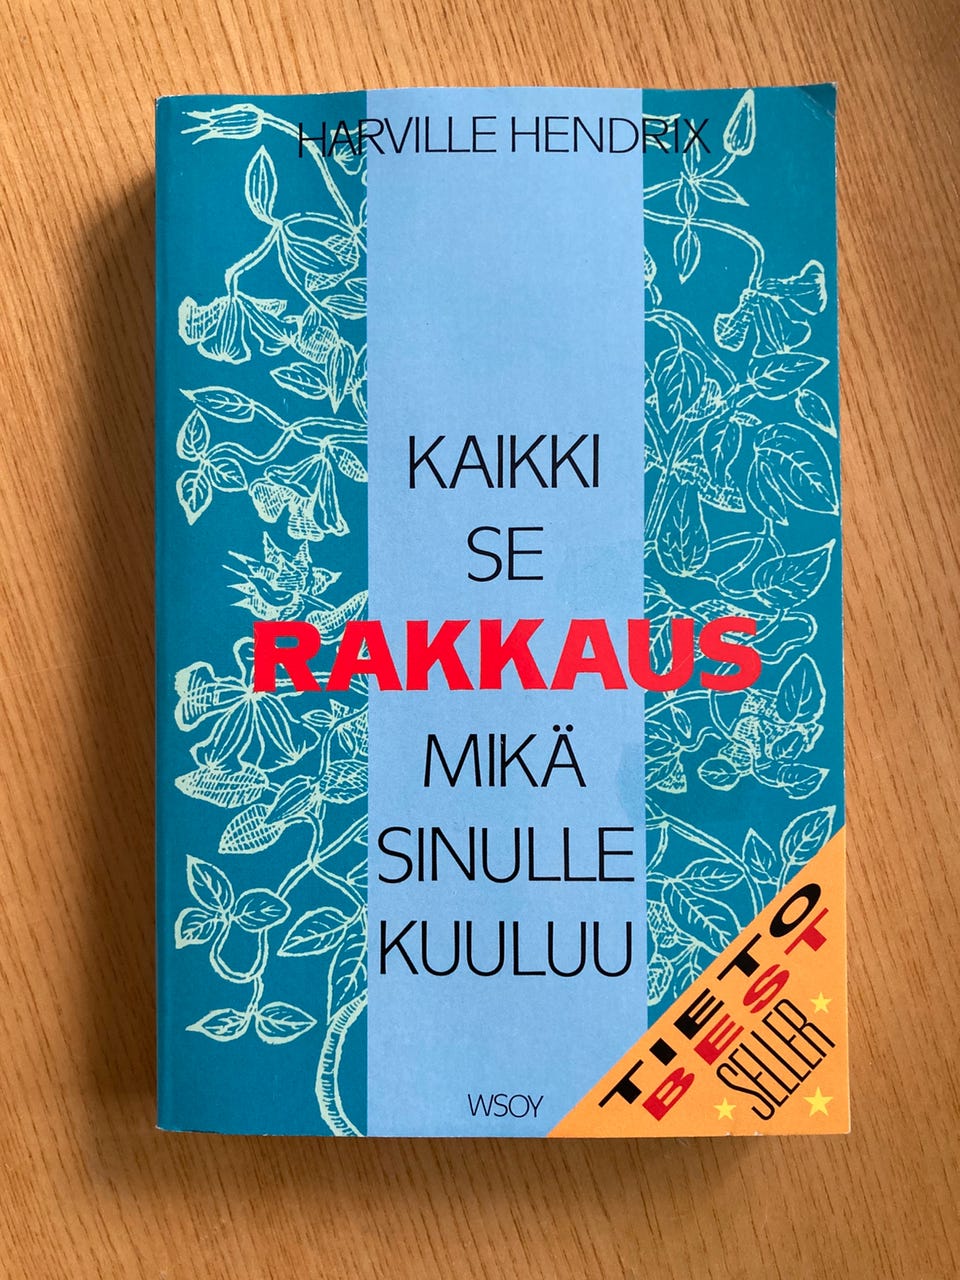 HARVILLE HENDRIX
KAIKKI
SE
RAKKAUS
MIKÄ
SINULLE
KUULUU
WSOY
TIETO
BEST
SELLER